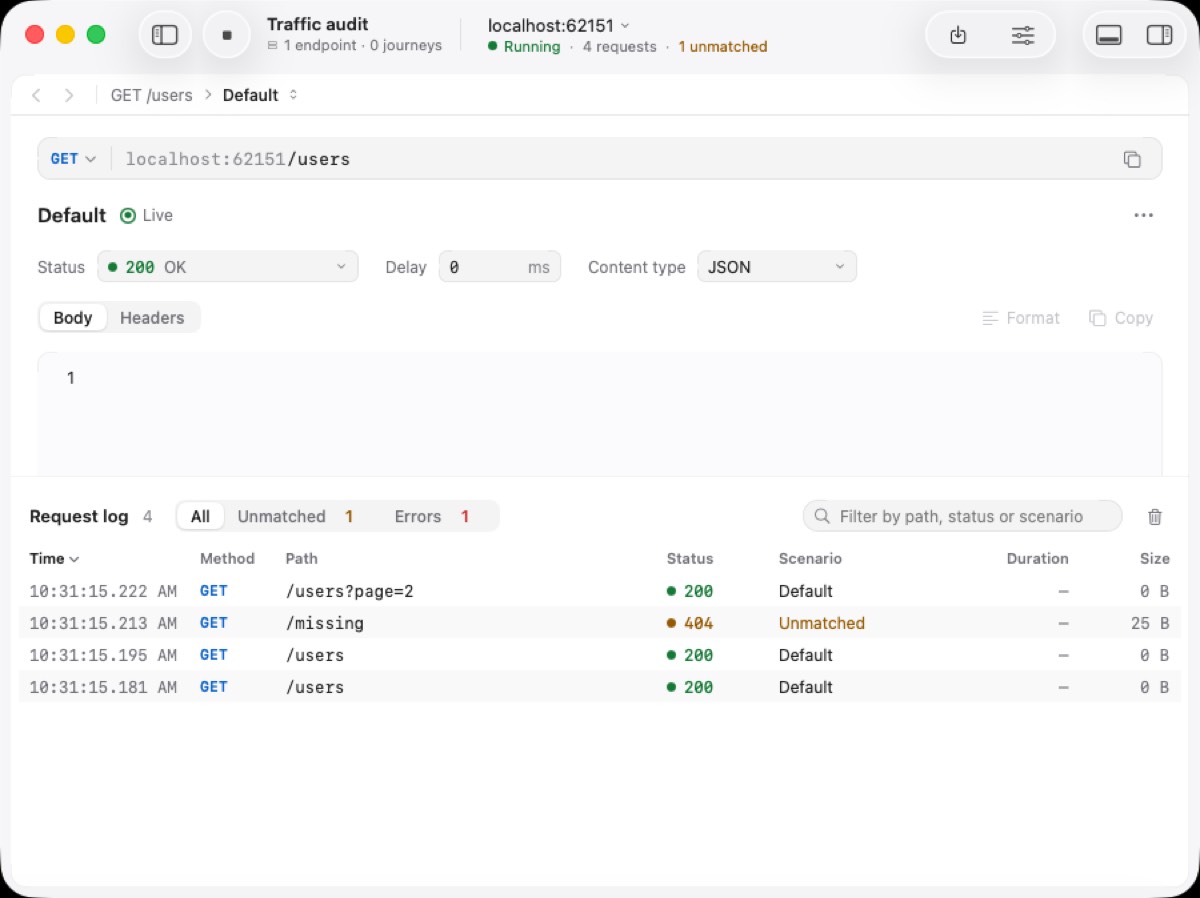 Traffic audit
1 endpoint · 0 journeys
localhost:62151
Running · 4 requests · 1 unmatched
GET /users > Default
GET localhost:62151/users
Default Live
Status 200 OK Delay 0 ms Content type JSON
Body Headers Format Copy
1
Request log 4 All Unmatched 1 Errors 1 Filter by path, status or scenario
Time Method Path Status Scenario Duration Size
10:31:15.222 AM GET /users?page=2 200 Default — 0 B
10:31:15.213 AM GET /missing 404 Unmatched — 25 B
10:31:15.195 AM GET /users 200 Default — 0 B
10:31:15.181 AM GET /users 200 Default — 0 B